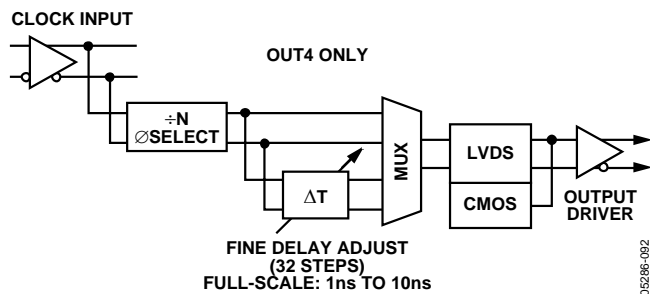 CLOCK INPUT
OUT4 ONLY
÷N
∅SELECT
MUX
LVDS
CMOS
ΔT
OUTPUT
DRIVER
FINE DELAY ADJUST
(32 STEPS)
FULL-SCALE: 1ns TO 10ns
05286-092